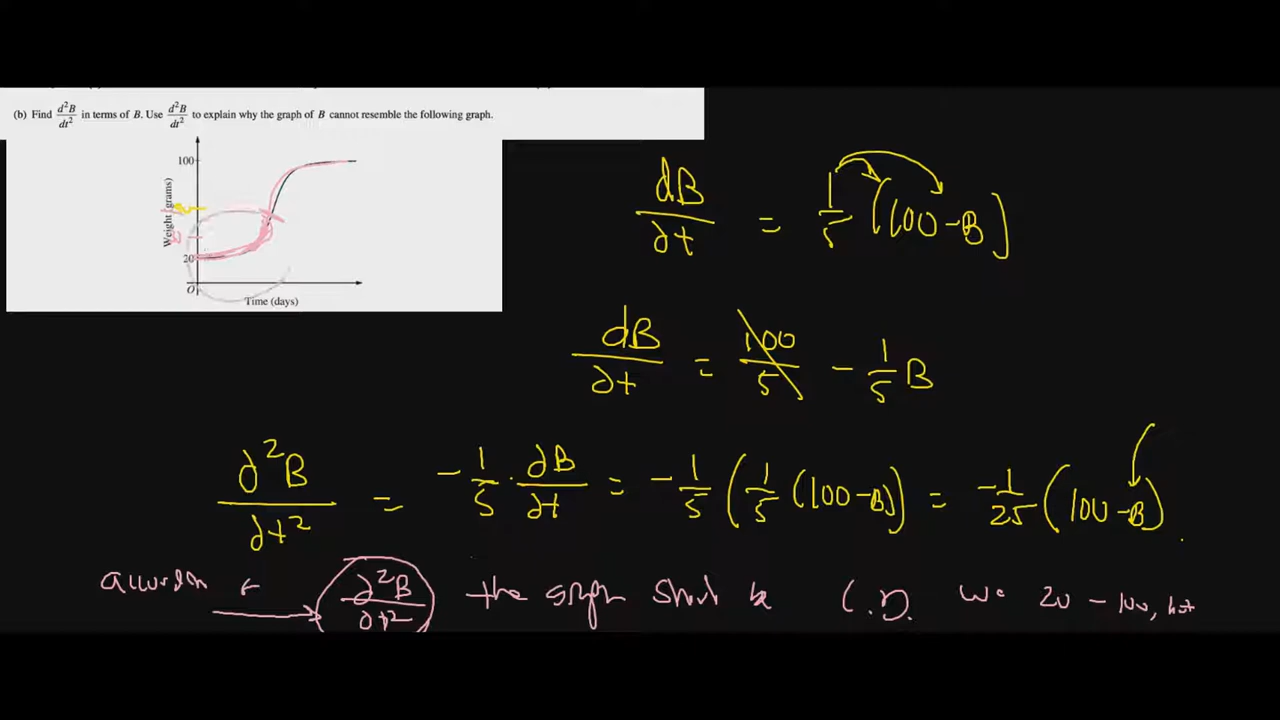 (b) Find d²B/dt² in terms of B. Use d²B/dt² to explain why the graph of B cannot resemble the following graph.
100
Weight (grams)
20
O
Time (days)
dB/dt = 1/5 (100-B)
dB/dt = 100/5 - 1/5 B
d²B/dt² = -1/5 · dB/dt = -1/5 (1/5 (100-B)) = -1/25 (100-B)
d²B/dt² the graph C.D. 20 - 100,